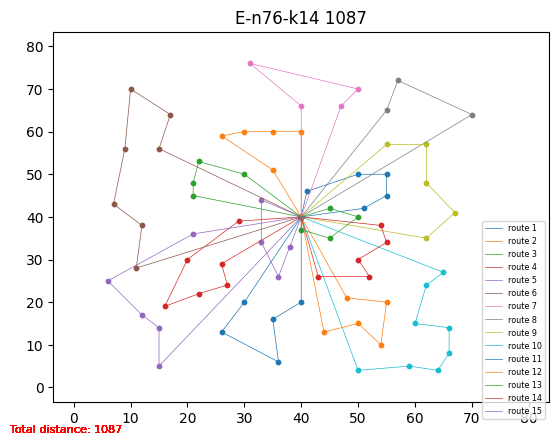 E-n76-k14 1087
80
70
60
50
40
30
20
10
0
0 10 20 30 40 50 60 70 80
route 1
route 2
route 3
route 4
route 5
route 6
route 7
route 8
route 9
route 10
route 11
route 12
route 13
route 14
route 15
Total distance: 1087